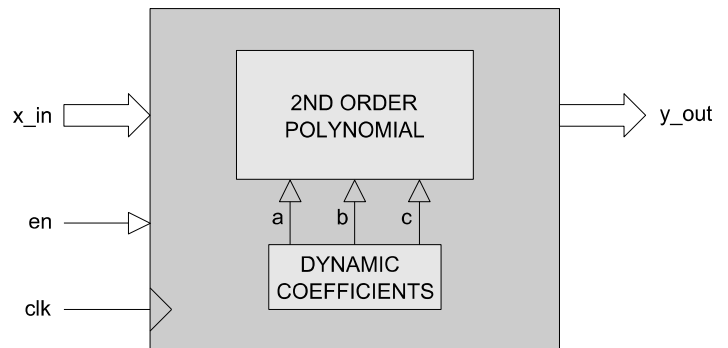 2ND ORDER
POLYNOMIAL
x_in
y_out
en
a
b
c
DYNAMIC
COEFFICIENTS
clk